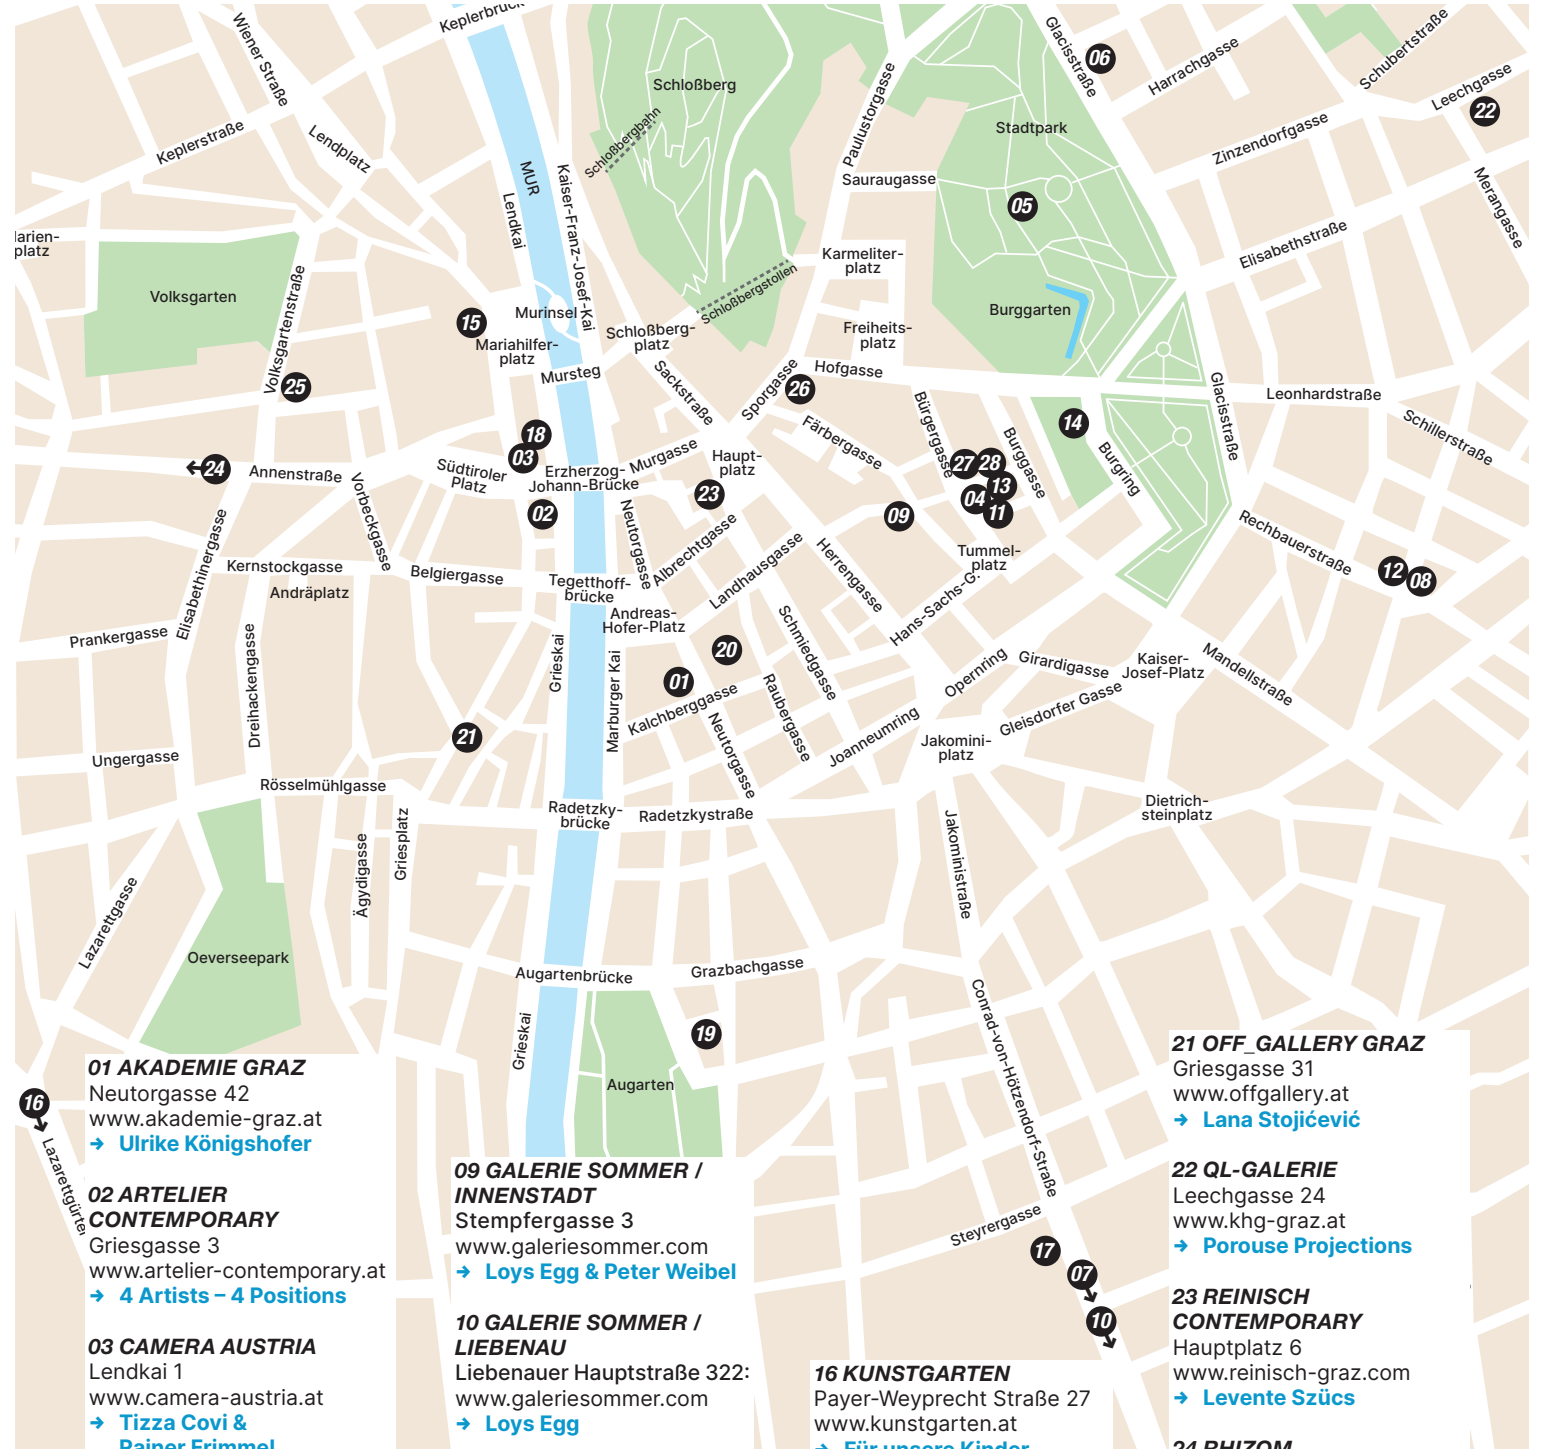 Keplerbrück
Wiener Straße
Glacisstraße
06
Harrachgasse
Schubertstraße
Leechgasse
22
Schloßberg
Schloßbergbahn
Paulustorgasse
Stadtpark
Zinzendorfgasse
Keplerstraße
Lendplatz
MUR
Lendkai
Kaiser-Franz-Josef-Kai
Sauraugasse
05
Merangasse
Elisabethstraße
arien-
platz
Volksgarten
Volksgartenstraße
Karmeliter-
platz
Schloßbergstollen
Burggarten
15
Murinsel
Mariahilfer-
platz
Schloßberg-
platz
Freiheits-
platz
Mursteg
Sackstraße
Sporgasse
26
Hofgasse
25
Glacisstraße
Leonhardstraße
Schillerstraße
18
03
Färbergasse
Bürgergasse
Burggasse
14
Burgring
24
Annenstraße
Vorbeckgasse
Südtiroler
Platz
Erzherzog-
Johann-Brücke
Murgasse
Haupt-
platz
23
27
28
13
04
11
02
Neutorgasse
Albrechtgasse
09
Rechbauerstraße
12
08
Elisabethinergasse
Kernstockgasse
Andräplatz
Belgiergasse
Tegetthoff-
brücke
Landhausgasse
Herrengasse
Tummel-
platz
Hans-Sachs-G.
Andreas-
Hofer-Platz
Prankergasse
Dreihackengasse
Grieskai
Marburger Kai
20
01
Kalchberggasse
Schmiedgasse
Raubergasse
Neutorgasse
Opernring
Girardigasse
Kaiser-
Josef-Platz
Mandellstraße
Gleisdorfer Gasse
Joanneumring
Jakomini-
platz
21
Ungergasse
Rösselmühlgasse
Radetzky-
brücke
Radetzkystraße
Dietrich-
steinplatz
Ägydigasse
Griesplatz
Jakoministraße
Lazarettgasse
Oeverseepark
Augartenbrücke
Grazbachgasse
Conrad-von-Hötzendorf-Straße
Grieskai
19
Augarten
16
Lazarettgürte
Steyrergasse
17
07
10
01 AKADEMIE GRAZ
Neutorgasse 42
www.akademie-graz.at
→ Ulrike Königshofer
02 ARTELIER
CONTEMPORARY
Griesgasse 3
www.artelier-contemporary.at
→ 4 Artists – 4 Positions
03 CAMERA AUSTRIA
Lendkai 1
www.camera-austria.at
→ Tizza Covi &
Rainer Frimmel
09 GALERIE SOMMER /
INNENSTADT
Stempfergasse 3
www.galeriesommer.com
→ Loys Egg & Peter Weibel
10 GALERIE SOMMER /
LIEBENAU
Liebenauer Hauptstraße 322:
www.galeriesommer.com
→ Loys Egg
16 KUNSTGARTEN
Payer-Weyprecht Straße 27
www.kunstgarten.at
→ Für unsere Kinder
21 OFF_GALLERY GRAZ
Griesgasse 31
www.offgallery.at
→ Lana Stojićević
22 QL-GALERIE
Leechgasse 24
www.khg-graz.at
→ Porouse Projections
23 REINISCH
CONTEMPORARY
Hauptplatz 6
www.reinisch-graz.com
→ Levente Szücs
24 RHIZOM